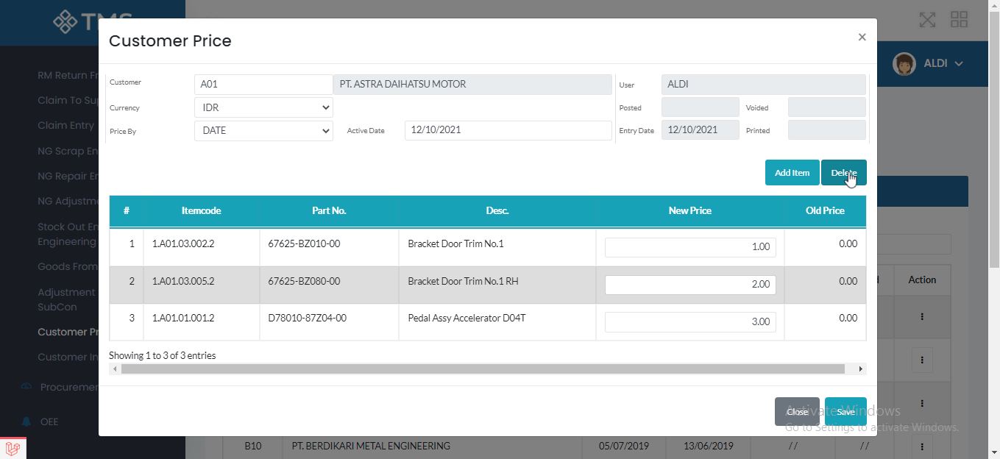 Customer Price
×
Customer A01 PT. ASTRA DAIHATSU MOTOR User ALDI
Currency IDR Posted Voided
Price By DATE Active Date 12/10/2021 Entry Date 12/10/2021 Printed
Add Item Delete
# Itemcode Part No. Desc. New Price Old Price
1 1.A01.03.002.2 67625-BZ010-00 Bracket Door Trim No.1 1.00 0.00
2 1.A01.03.005.2 67625-BZ080-00 Bracket Door Trim No.1 RH 2.00 0.00
3 1.A01.01.001.2 D78010-87Z04-00 Pedal Assy Accelerator D04T 3.00 0.00
Showing 1 to 3 of 3 entries
Close Save
Activate Windows
Go to Settings to activate Windows.
TMS
ALDI
RM Return Fr
Claim To Su
Claim Entry
NG Scrap En
NG Repair E
NG Adjustm
Stock Out En
Engineering
Goods From
Adjustment
SubCon
Customer Pr
Customer In
Procuremen
OEE
Action
B10 PT. BERDIKARI METAL ENGINEERING 05/07/2019 13/06/2019 / / / /